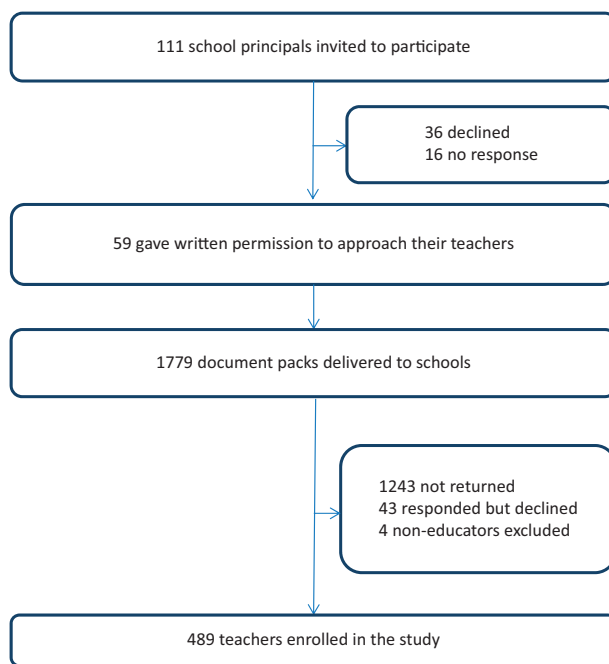 111 school principals invited to participate
36 declined
16 no response
59 gave written permission to approach their teachers
1779 document packs delivered to schools
1243 not returned
43 responded but declined
4 non-educators excluded
489 teachers enrolled in the study